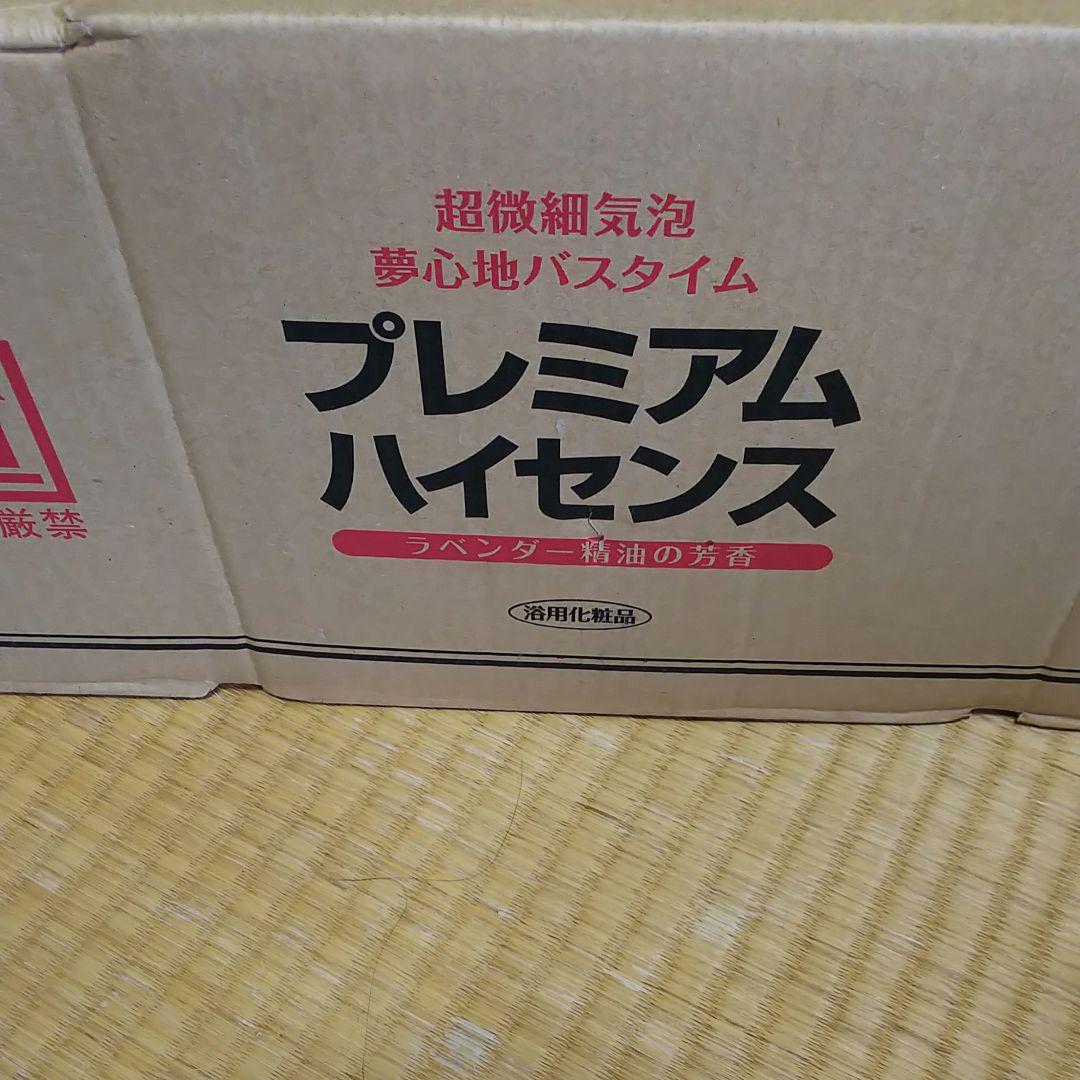 超微細気泡
夢心地バスタイム
プレミアム
ハイセンス
ラベンダー精油の芳香
浴用化粧品
厳禁